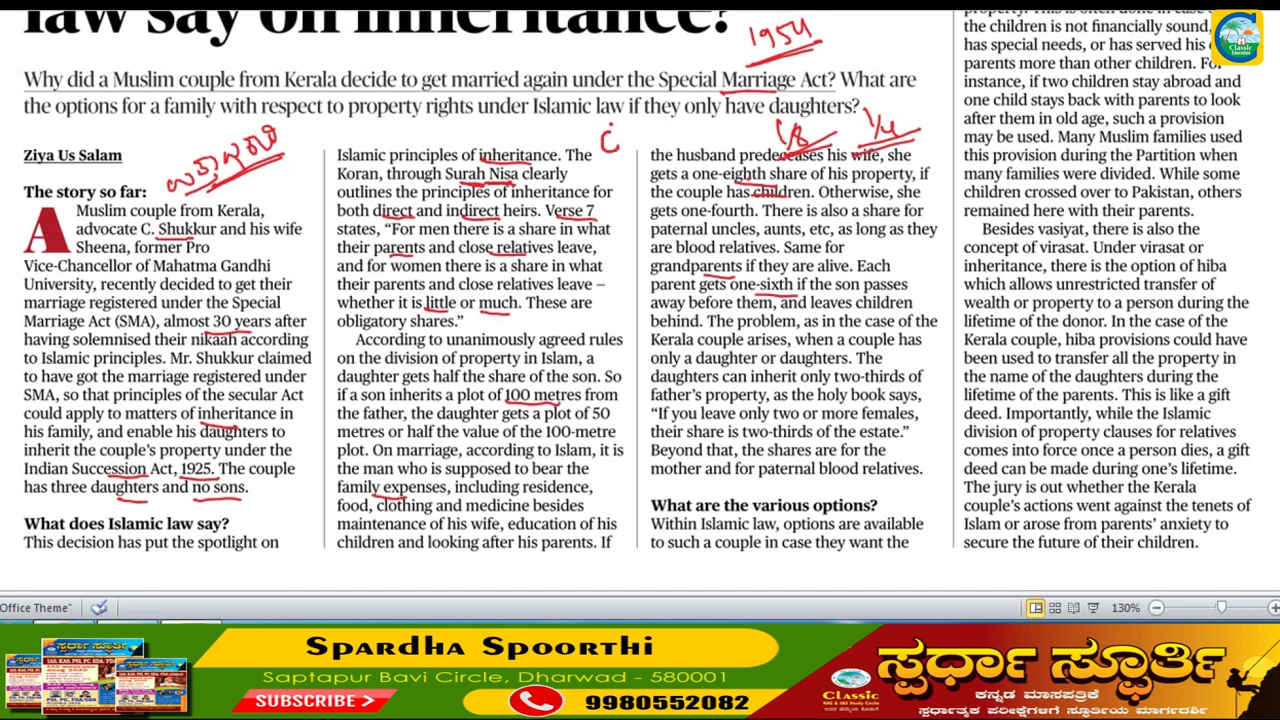 law say on inheritance?
1954
Why did a Muslim couple from Kerala decide to get married again under the Special Marriage Act? What are
the options for a family with respect to property rights under Islamic law if they only have daughters?
Ziya Us Salam
The story so far:
A Muslim couple from Kerala,
advocate C. Shukkur and his wife
Sheena, former Pro
Vice-Chancellor of Mahatma Gandhi
University, recently decided to get their
marriage registered under the Special
Marriage Act (SMA), almost 30 years after
having solemnised their nikaah according
to Islamic principles. Mr. Shukkur claimed
to have got the marriage registered under
SMA, so that principles of the secular Act
could apply to matters of inheritance in
his family, and enable his daughters to
inherit the couple's property under the
Indian Succession Act, 1925. The couple
has three daughters and no sons.
What does Islamic law say?
This decision has put the spotlight on
Islamic principles of inheritance. The
Koran, through Surah Nisa clearly
outlines the principles of inheritance for
both direct and indirect heirs. Verse 7
states, “For men there is a share in what
their parents and close relatives leave,
and for women there is a share in what
their parents and close relatives leave –
whether it is little or much. These are
obligatory shares.”
According to unanimously agreed rules
on the division of property in Islam, a
daughter gets half the share of the son. So
if a son inherits a plot of 100 metres from
the father, the daughter gets a plot of 50
metres or half the value of the 100-metre
plot. On marriage, according to Islam, it is
the man who is supposed to bear the
family expenses, including residence,
food, clothing and medicine besides
maintenance of his wife, education of his
children and looking after his parents. If
1/8 1/4
the husband predeceases his wife, she
gets a one-eighth share of his property, if
the couple has children. Otherwise, she
gets one-fourth. There is also a share for
paternal uncles, aunts, etc, as long as they
are blood relatives. Same for
grandparents if they are alive. Each
parent gets one-sixth if the son passes
away before them, and leaves children
behind. The problem, as in the case of the
Kerala couple arises, when a couple has
only a daughter or daughters. The
daughters can inherit only two-thirds of
father's property, as the holy book says,
“If you leave only two or more females,
their share is two-thirds of the estate.”
Beyond that, the shares are for the
mother and for paternal blood relatives.
What are the various options?
Within Islamic law, options are available
to such a couple in case they want the
the children is not financially sound,
has special needs, or has served his
parents more than other children. For
instance, if two children stay abroad and
one child stays back with parents to look
after them in old age, such a provision
may be used. Many Muslim families used
this provision during the Partition when
many families were divided. While some
children crossed over to Pakistan, others
remained here with their parents.
Besides vasiyat, there is also the
concept of virasat. Under virasat or
inheritance, there is the option of hiba
which allows unrestricted transfer of
wealth or property to a person during the
lifetime of the donor. In the case of the
Kerala couple, hiba provisions could have
been used to transfer all the property in
the name of the daughters during the
lifetime of the parents. This is like a gift
deed. Importantly, while the Islamic
division of property clauses for relatives
comes into force once a person dies, a gift
deed can be made during one's lifetime.
The jury is out whether the Kerala
couple's actions went against the tenets of
Islam or arose from parents' anxiety to
secure the future of their children.
Classic
Education
Office Theme"
130%
Spardha Spoorthi
Saptapur Bavi Circle, Dharwad - 580001
SUBSCRIBE
9980552082
ಸ್ಪರ್ಧಾ ಸ್ಫೂರ್ತಿ
Classic
IAS & KAS Study Circle
ಕನ್ನಡ ಮಾಸಪತ್ರಿಕೆ
ಸ್ಪರ್ಧಾತ್ಮಕ ಪರೀಕ್ಷೆಗಳಿಗೆ ಸ್ಫೂರ್ತಿಯ ಮಾರ್ಗದರ್ಶಿ